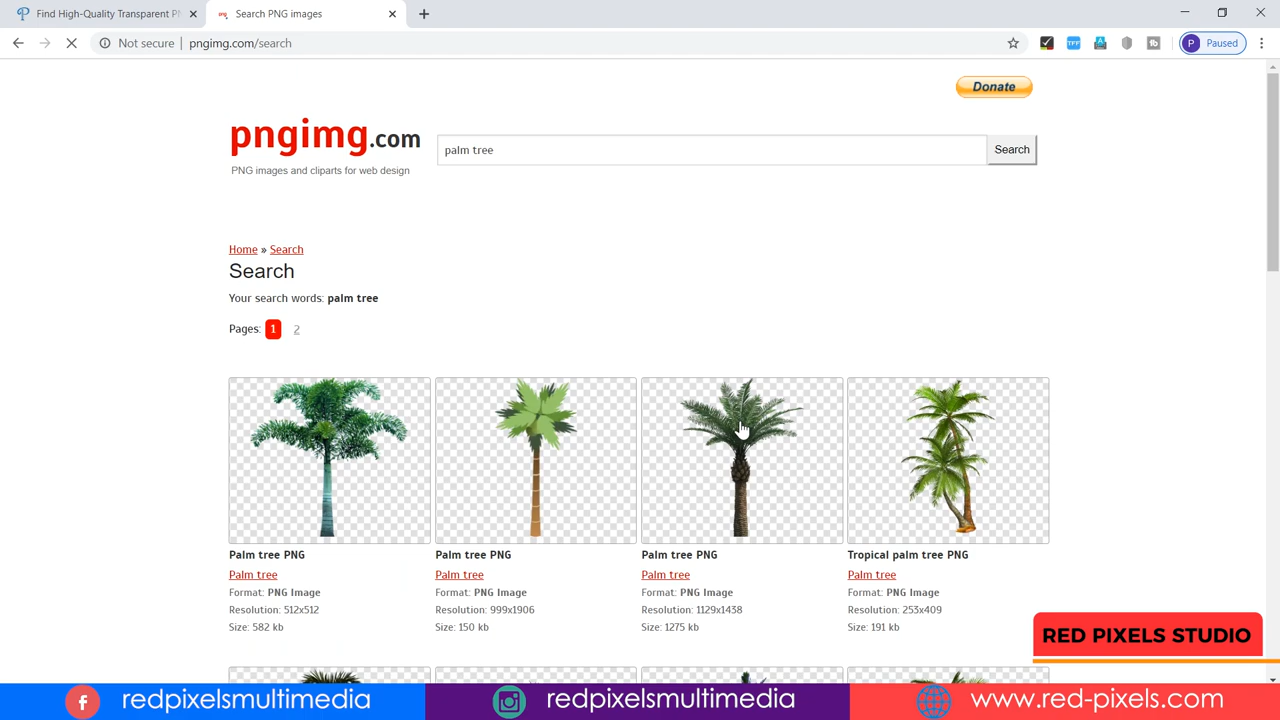 Find High-Quality Transparent P
Search PNG images
Not secure | pngimg.com/search
Paused
P
Donate
pngimg.com
palm tree
Search
PNG images and cliparts for web design
Home » Search
Search
Your search words: palm tree
Pages: 1 2
Palm tree PNG
Palm tree
Format: PNG Image
Resolution: 512x512
Size: 582 kb
Palm tree PNG
Palm tree
Format: PNG Image
Resolution: 999x1906
Size: 150 kb
Palm tree PNG
Palm tree
Format: PNG Image
Resolution: 1129x1438
Size: 1275 kb
Tropical palm tree PNG
Palm tree
Format: PNG Image
Resolution: 253x409
Size: 191 kb
RED PIXELS STUDIO
redpixelsmultimedia
redpixelsmultimedia
www.red-pixels.com